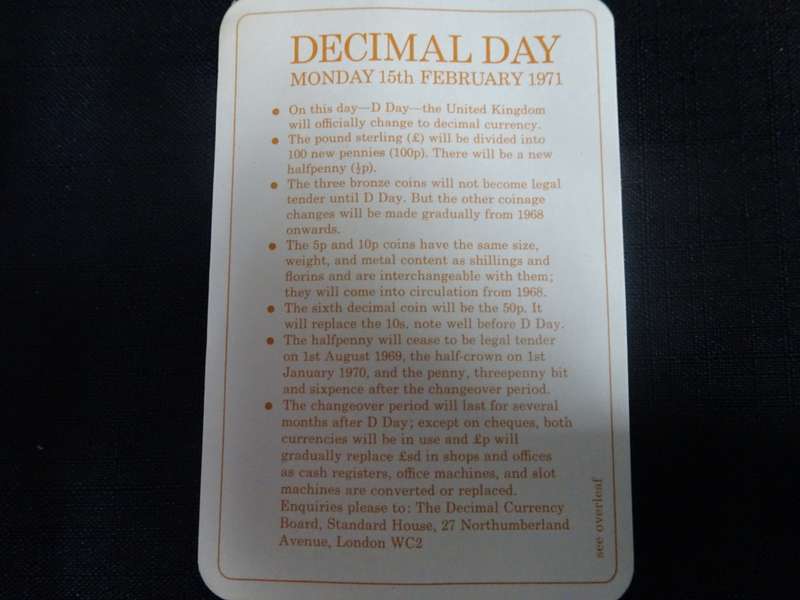 DECIMAL DAY
MONDAY 15th FEBRUARY 1971
• On this day—D Day—the United Kingdom
will officially change to decimal currency.
• The pound sterling (£) will be divided into
100 new pennies (100p). There will be a new
halfpenny (½p).
• The three bronze coins will not become legal
tender until D Day. But the other coinage
changes will be made gradually from 1968
onwards.
• The 5p and 10p coins have the same size,
weight, and metal content as shillings and
florins and are interchangeable with them;
they will come into circulation from 1968.
• The sixth decimal coin will be the 50p. It
will replace the 10s. note well before D Day.
• The halfpenny will cease to be legal tender
on 1st August 1969, the half-crown on 1st
January 1970, and the penny, threepenny bit
and sixpence after the changeover period.
• The changeover period will last for several
months after D Day; except on cheques, both
currencies will be in use and £p will
gradually replace £sd in shops and offices
as cash registers, office machines, and slot
machines are converted or replaced.
Enquiries please to: The Decimal Currency
Board, Standard House, 27 Northumberland
Avenue, London WC2
see overleaf